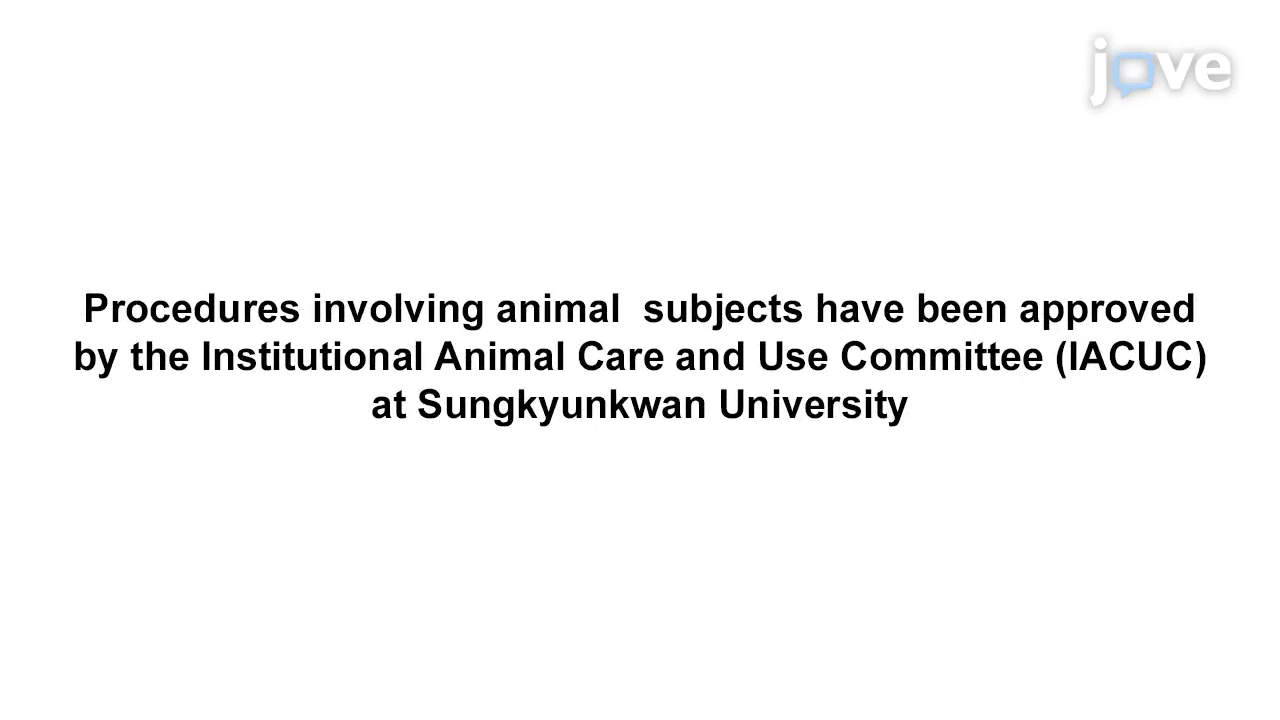 jove
Procedures involving animal  subjects have been approved
by the Institutional Animal Care and Use Committee (IACUC)
at Sungkyunkwan University